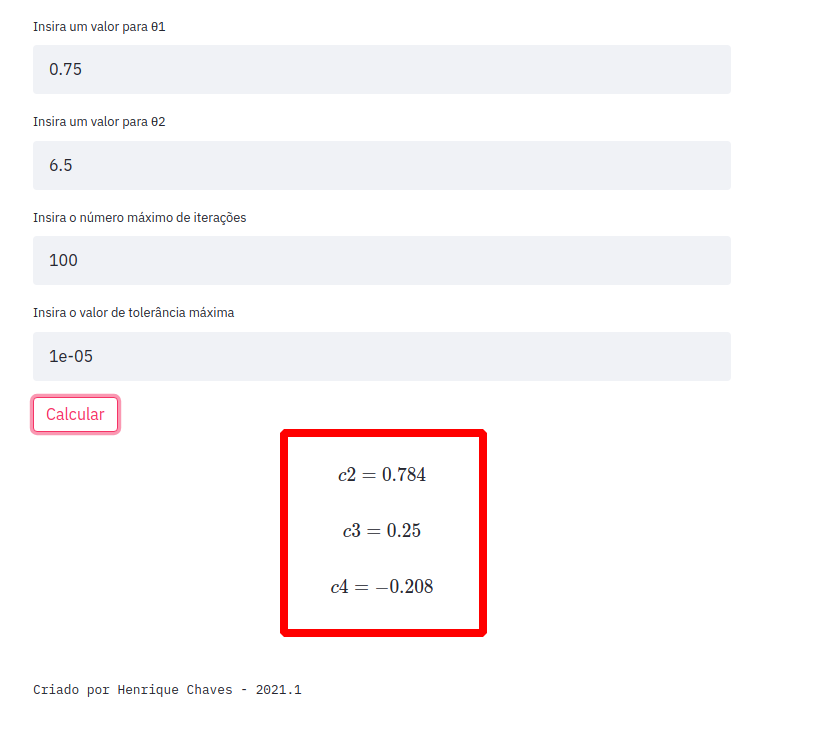 Insira um valor para θ1
0.75
Insira um valor para θ2
6.5
Insira o número máximo de iterações
100
Insira o valor de tolerância máxima
1e-05
Calcular
c2 = 0.784
c3 = 0.25
c4 = −0.208
Criado por Henrique Chaves - 2021.1